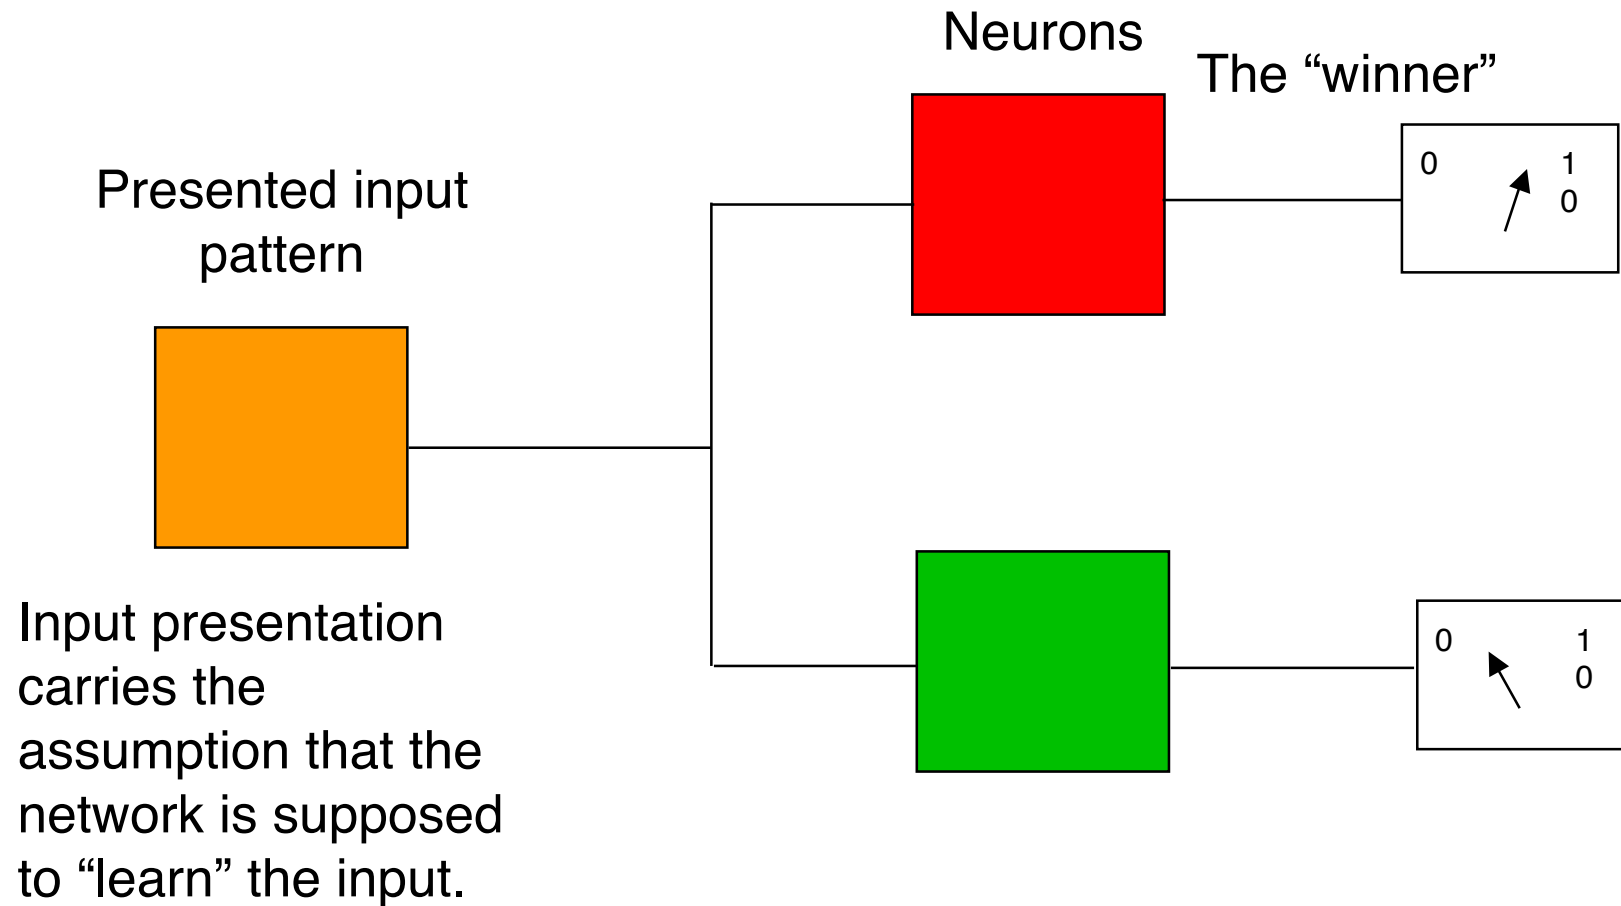 Neurons
The “winner”
0 1
0
Presented input
pattern
Input presentation
carries the
assumption that the
network is supposed
to “learn” the input.
0 1
0